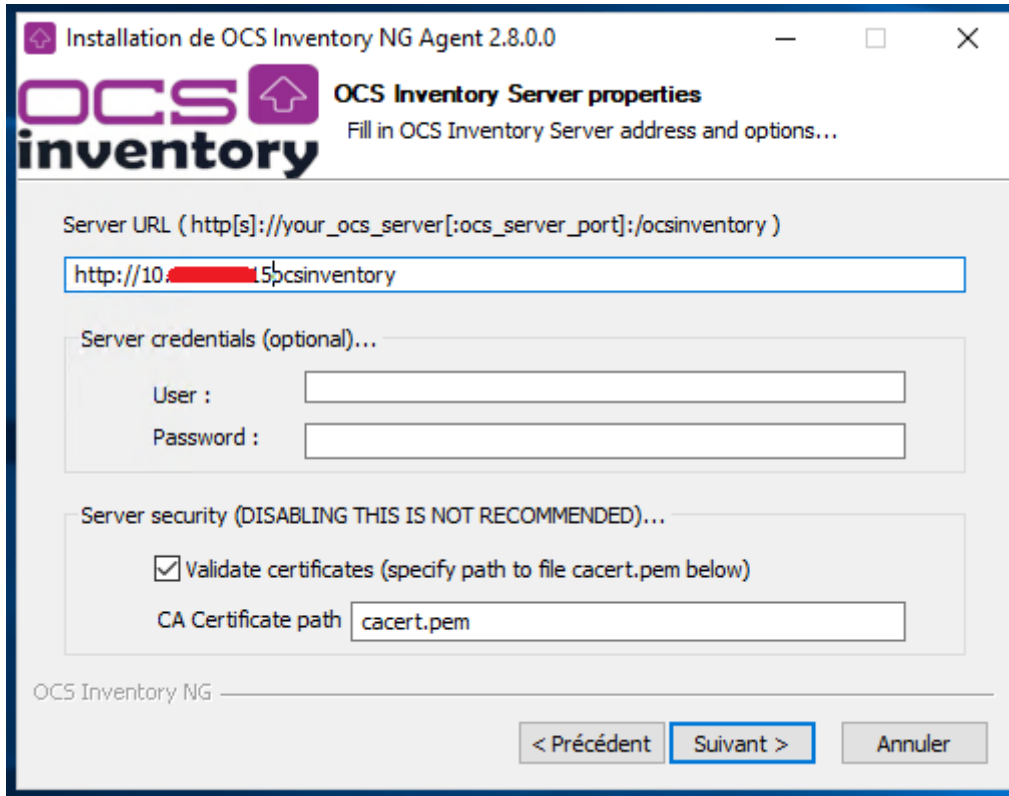 Installation de OCS Inventory NG Agent 2.8.0.0
OCS
inventory
OCS Inventory Server properties
Fill in OCS Inventory Server address and options...
Server URL ( http[s]://your_ocs_server[:ocs_server_port]:/ocsinventory )
http://10. 15ocsinventory
Server credentials (optional)...
User :
Password :
Server security (DISABLING THIS IS NOT RECOMMENDED)...
Validate certificates (specify path to file cacert.pem below)
CA Certificate path cacert.pem
OCS Inventory NG
< Précédent Suivant > Annuler